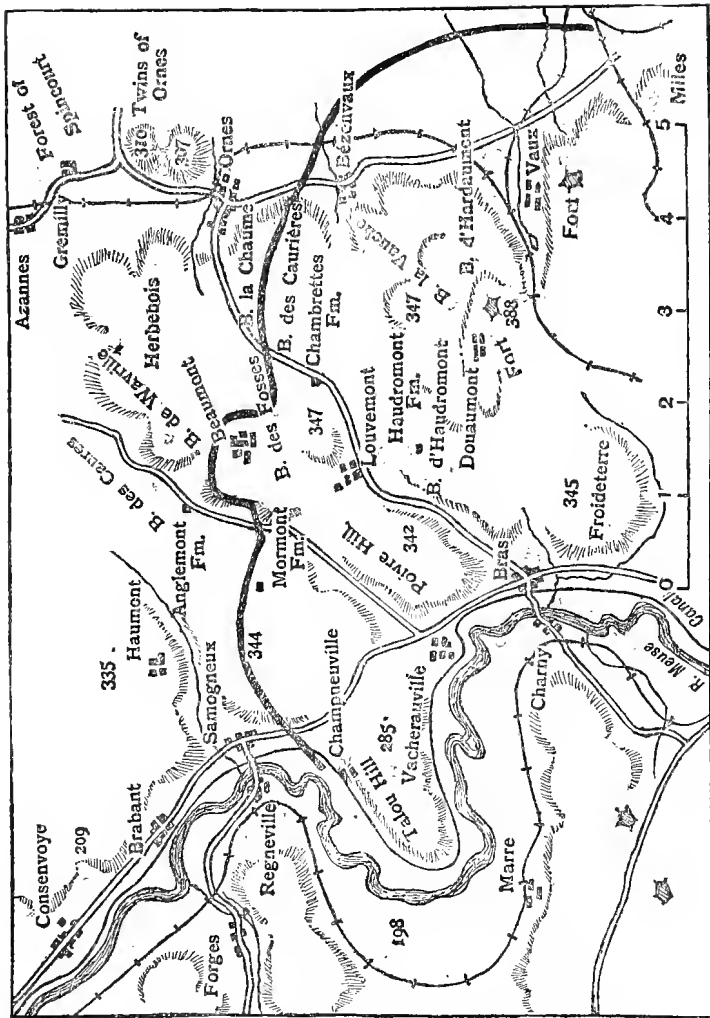 Forest of
Spincourt
Twins of
Ornes
Azannes
Gremilly
310
307
Ornes
Consenvoye
209
Herbebois
B. de Wavrille
B. la Chaume
Bezonvaux
335
Haumont
B. des Caures
Beaumont
B. des Fosses
B. des Caurières
Brabant
Samogneux
Anglemont
Fm.
Chambrettes
Fm.
347
344
Mormont
Fm.
Louvemont
Haudromont
Fm.
347
B. la Vauche
B. d'Hardaumont
Forges
Regneville
Champneuville
Poivre Hill
342
B. d'Haudromont
Douaumont
Fort
388
Vaux
Fort
Talou Hill
285
Vacherauville
198
Bras
345
Froideterre
Marre
Charny
R. Meuse
Canal
0
1
2
3
4
5
Miles